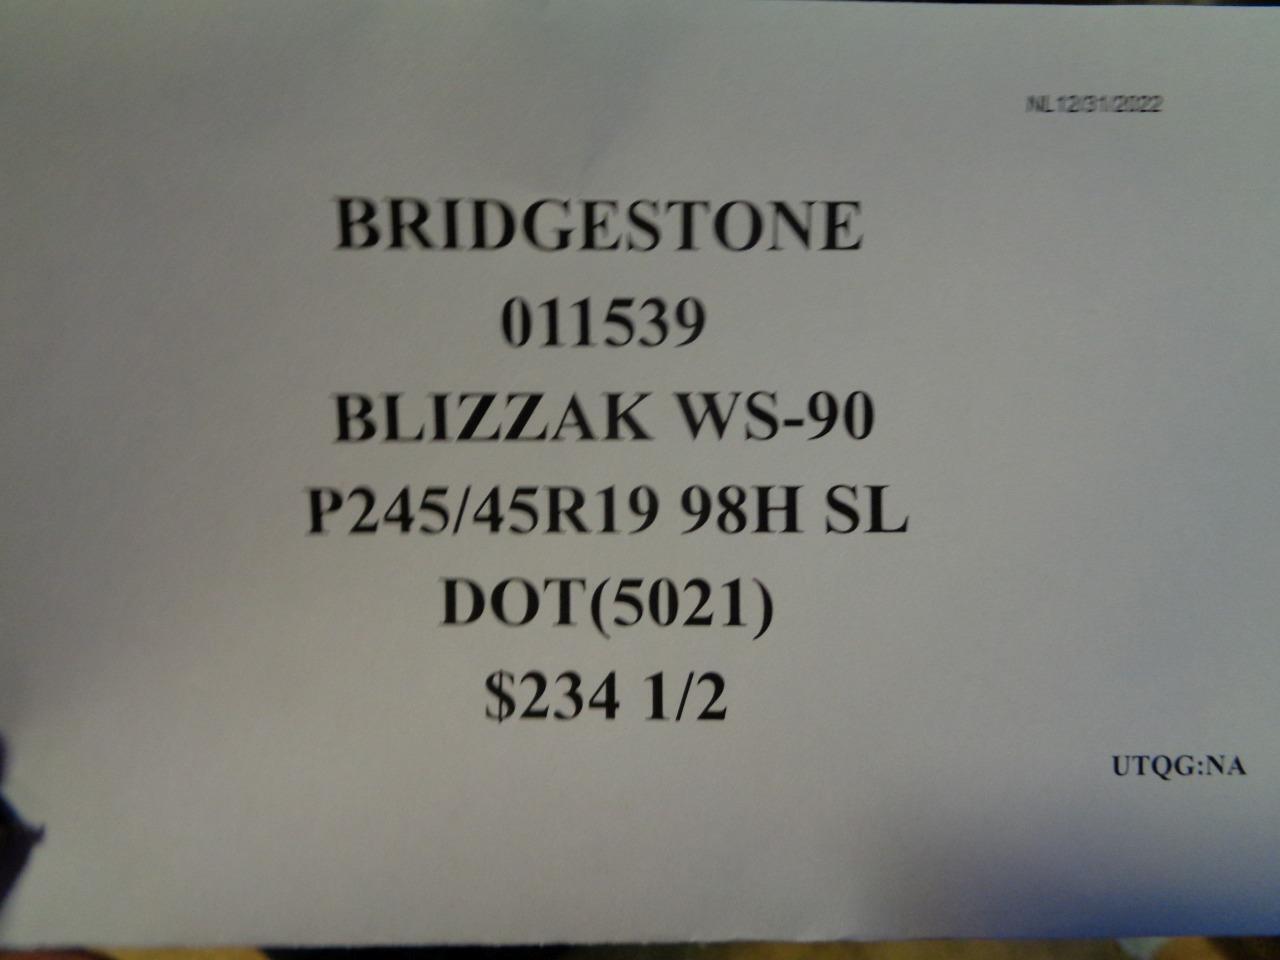 NL12/31/2022
BRIDGESTONE
011539
BLIZZAK WS-90
P245/45R19 98H SL
DOT(5021)
$234 1/2
UTQG:NA